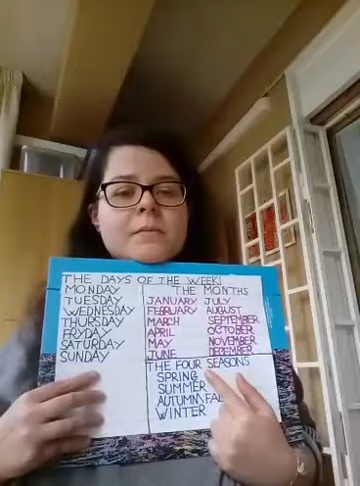 THE DAYS OF THE WEEK!
MONDAY
TUESDAY
WEDNESDAY
THURSDAY
FRYDAY
SATURDAY
SUNDAY
THE MONTHS
JANUARY JULY
FEBRUARY AUGUST
MARCH SEPTEMBER
APRIL OCTOBER
MAY NOVEMBER
JUNE DECEMBER
THE FOUR SEASONS
SPRING
SUMMER
AUTUMN FALL
WINTER